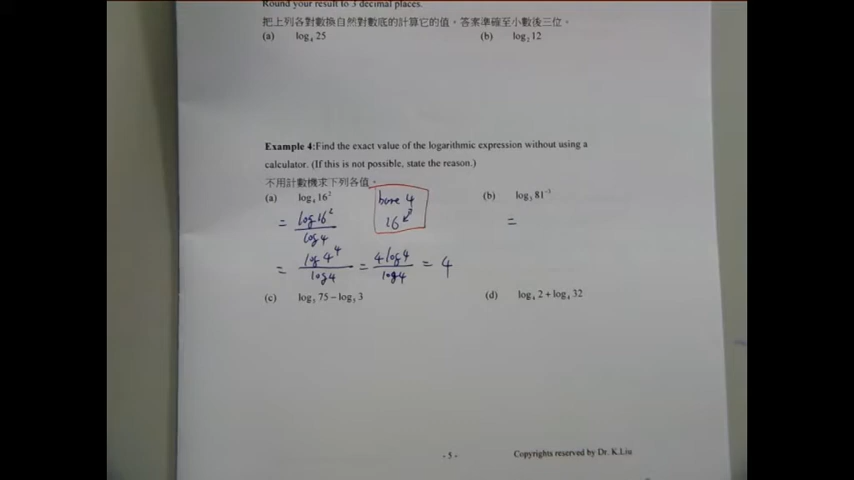 Round your result to 3 decimal places.
把上列各對數換自然對數底的計算它的值。答案準確至小數後三位。
(a) log₄ 25 (b) log₂ 12
Example 4:Find the exact value of the logarithmic expression without using a
calculator. (If this is not possible, state the reason.)
不用計數機求下列各值。
(a) log₄ 16² (b) log₃ 81⁻³
base 4
16
= log 16² / log 4 =
= log 4⁴ / log 4 = 4 log 4 / log 4 = 4
(c) log₅ 75 − log₅ 3 (d) log₄ 2 + log₄ 32
- 5 - Copyrights reserved by Dr. K.Liu